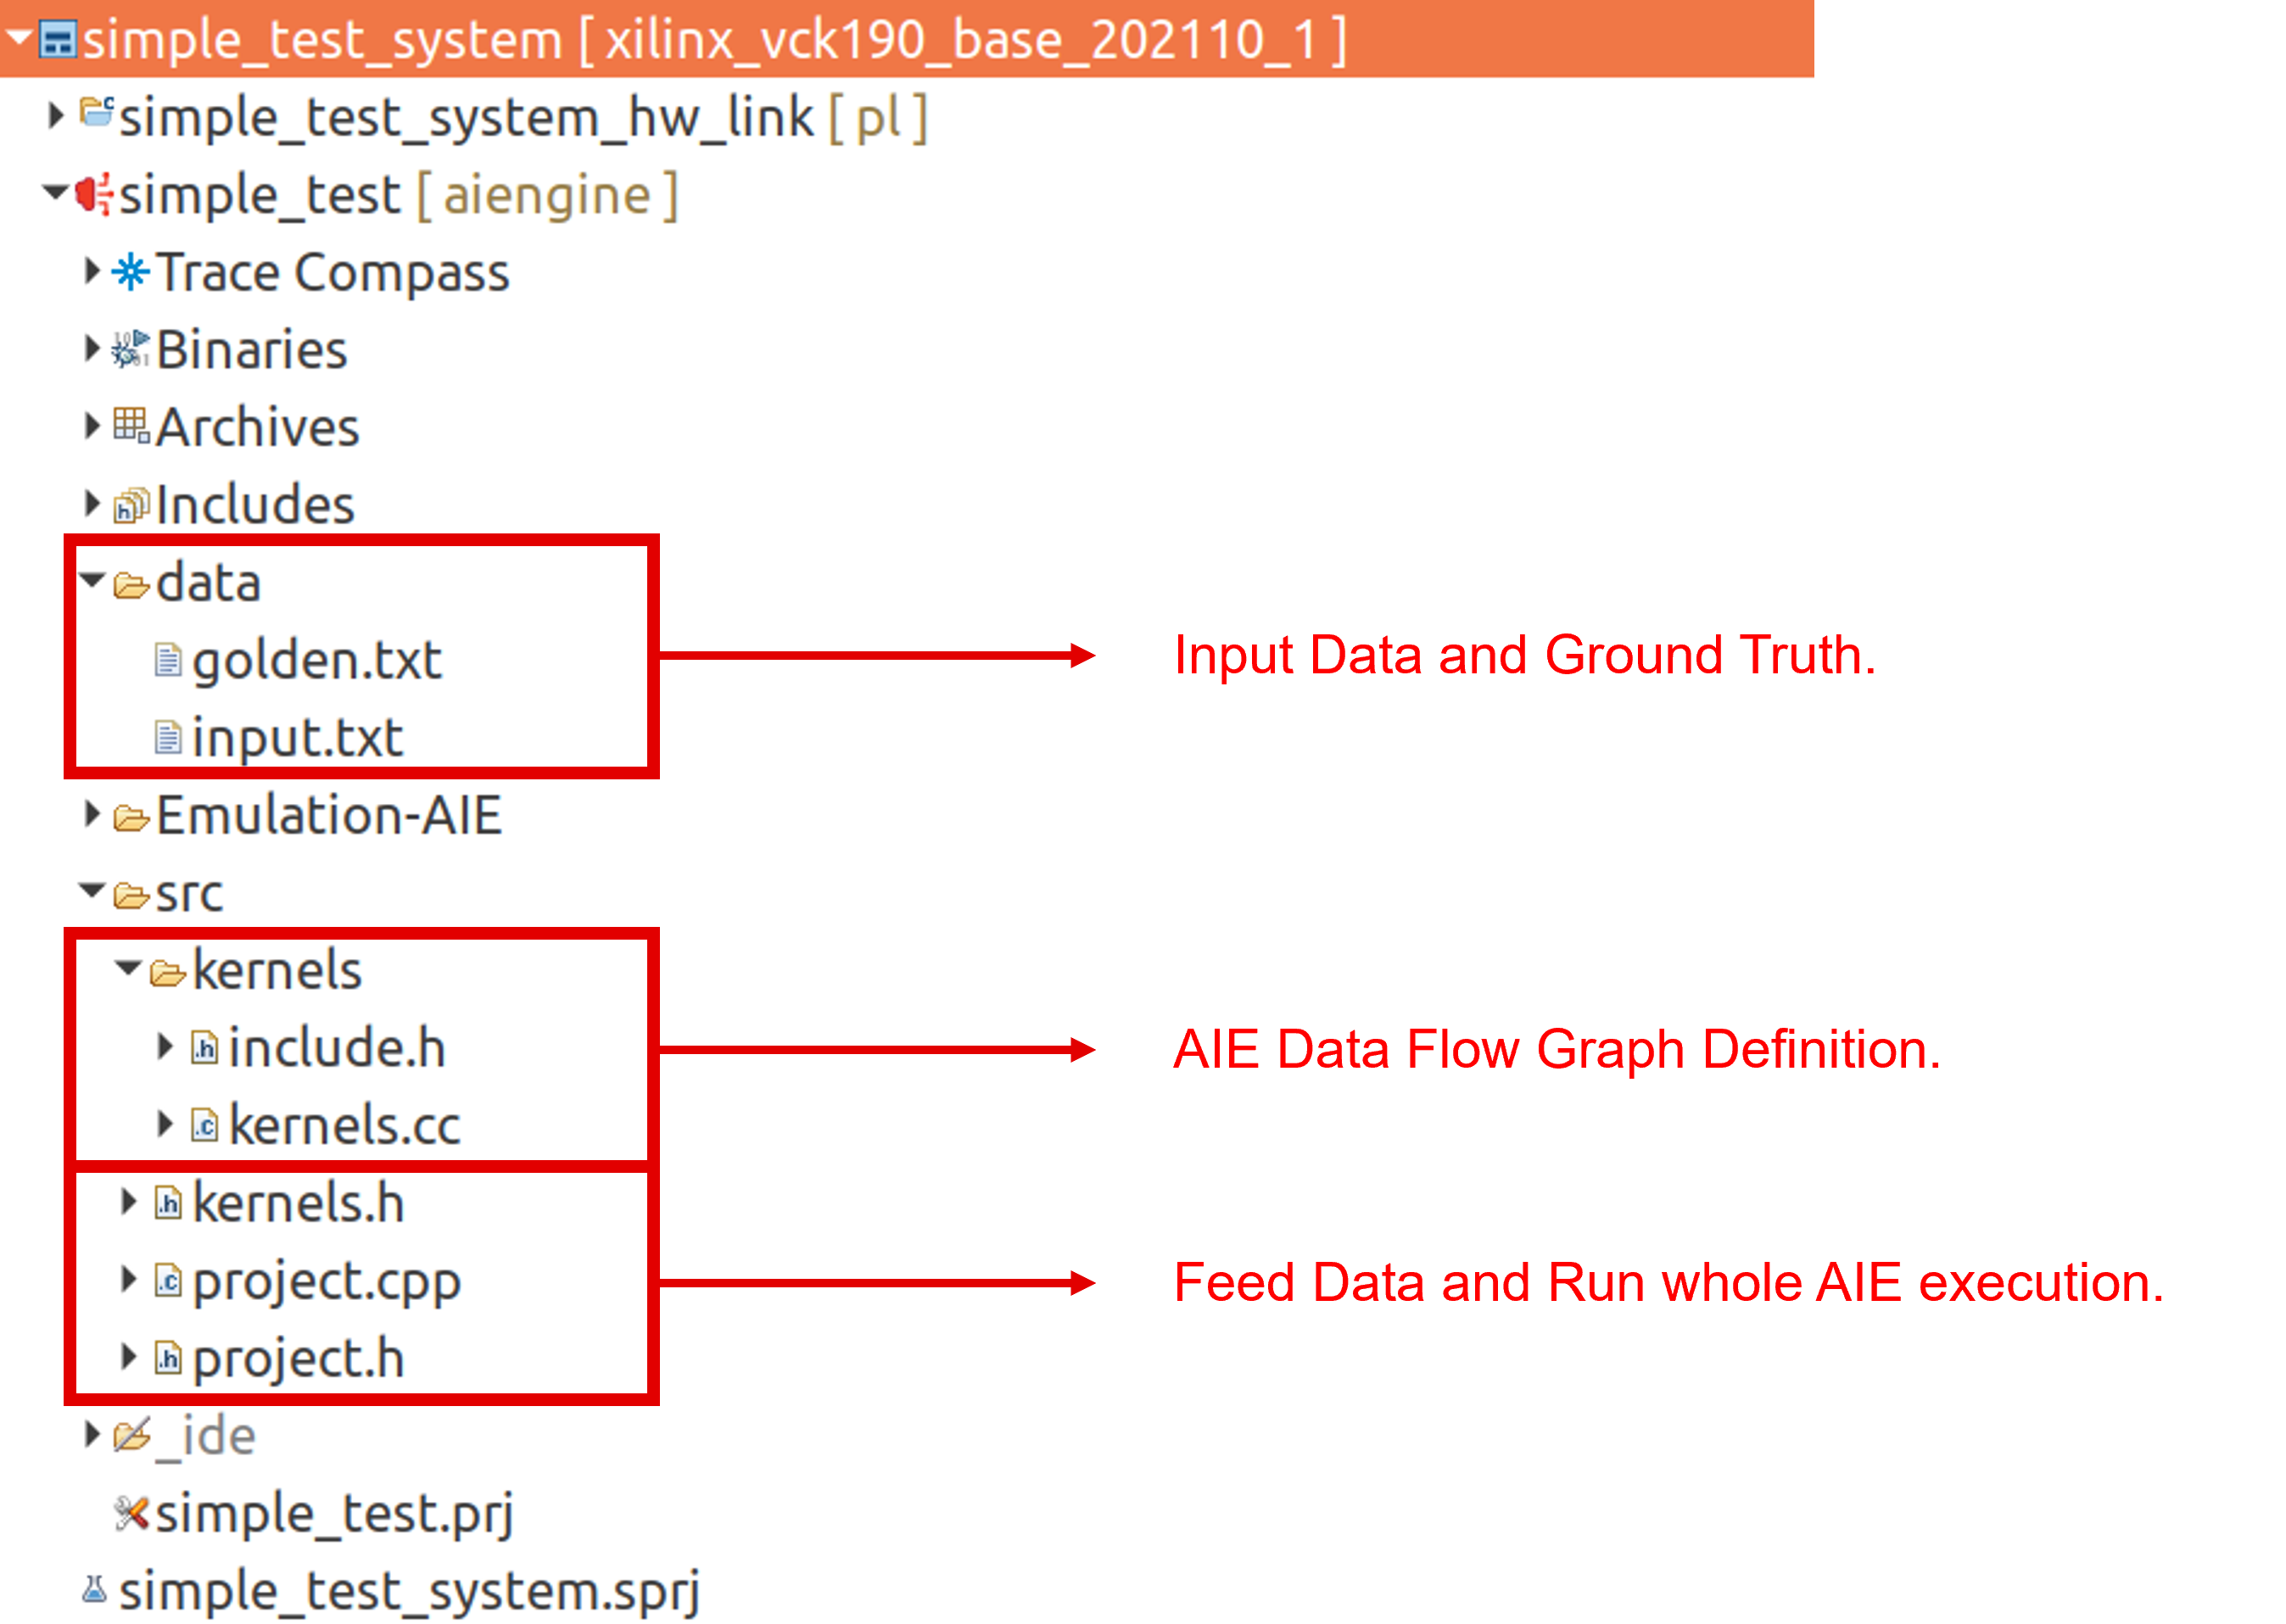 simple_test_system [ xilinx_vck190_base_202110_1 ]
simple_test_system_hw_link [ pl ]
simple_test [ aiengine ]
Trace Compass
Binaries
Archives
Includes
data
golden.txt
Input Data and Ground Truth.
input.txt
Emulation-AIE
src
kernels
include.h
AIE Data Flow Graph Definition.
kernels.cc
kernels.h
project.cpp
Feed Data and Run whole AIE execution.
project.h
_ide
simple_test.prj
simple_test_system.sprj